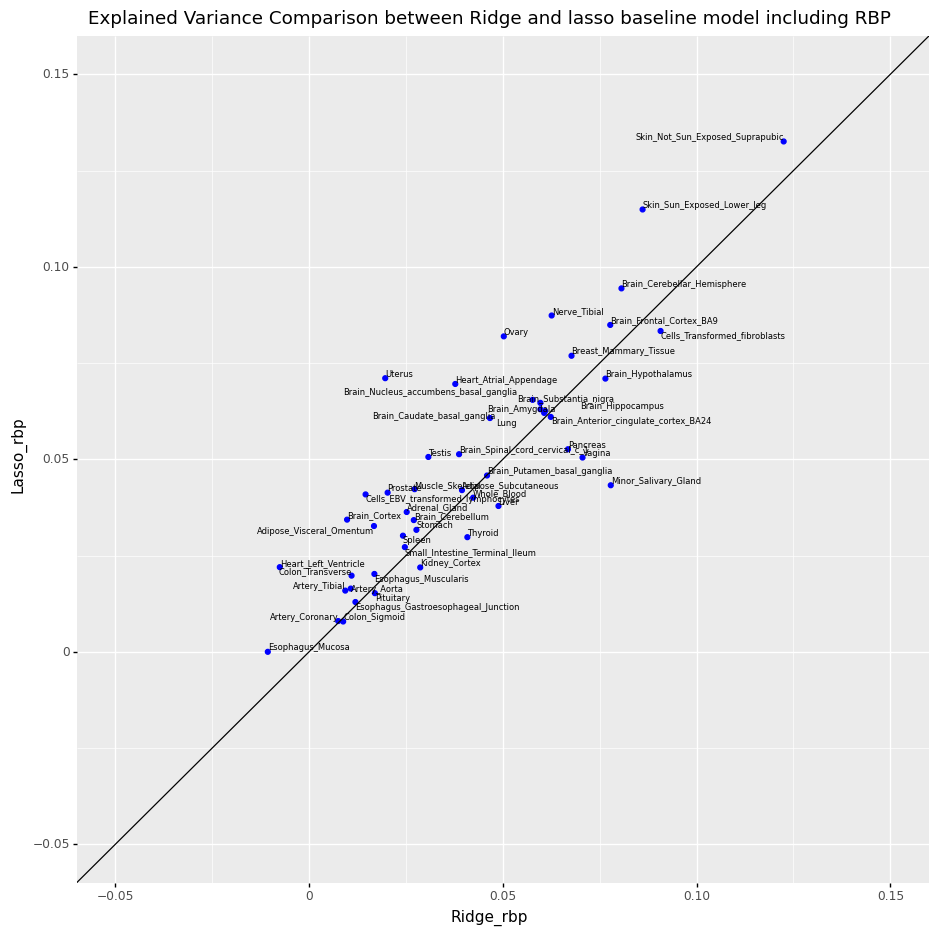 Explained Variance Comparison between Ridge and lasso baseline model including RBP
0.15
Skin_Not_Sun_Exposed_Suprapubic
Skin_Sun_Exposed_Lower_leg
0.10
Brain_Cerebellar_Hemisphere
Nerve_Tibial
Brain_Frontal_Cortex_BA9
Ovary
Cells_Transformed_fibroblasts
Breast_Mammary_Tissue
Uterus
Brain_Hypothalamus
Heart_Atrial_Appendage
Brain_Nucleus_accumbens_basal_ganglia
Brain_Substantia_nigra
Brain_Amygdala
Brain_Hippocampus
Brain_Caudate_basal_ganglia
Lung
Brain_Anterior_cingulate_cortex_BA24
Pancreas
Brain_Spinal_cord_cervical_c_1
Testis
Vagina
0.05
Brain_Putamen_basal_ganglia
Minor_Salivary_Gland
Prostate
Muscle_Skeletal
Adipose_Subcutaneous
Whole_Blood
Cells_EBV_transformed_lymphocytes
Liver
Adrenal_Gland
Brain_Cortex
Brain_Cerebellum
Stomach
Adipose_Visceral_Omentum
Thyroid
Spleen
Small_Intestine_Terminal_Ileum
Heart_Left_Ventricle
Kidney_Cortex
Colon_Transverse
Esophagus_Muscularis
Artery_Tibial
Artery_Aorta
Pituitary
Esophagus_Gastroesophageal_Junction
Artery_Coronary
Colon_Sigmoid
Esophagus_Mucosa
0
−0.05
−0.05
0
0.05
0.10
0.15
Ridge_rbp
Lasso_rbp